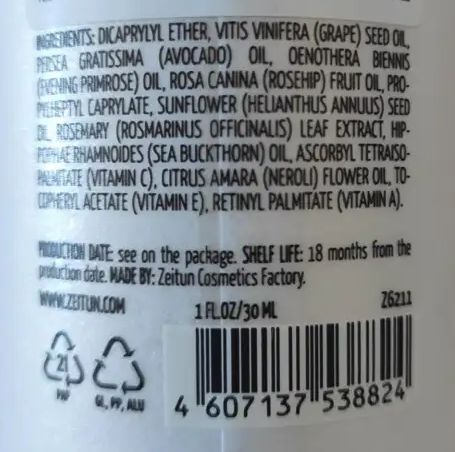 INGREDIENTS: DICAPRYLYL ETHER, VITIS VINIFERA (GRAPE) SEED OIL,
PERSEA GRATISSIMA (AVOCADO) OIL, OENOTHERA BIENNIS
(EVENING PRIMROSE) OIL, ROSA CANINA (ROSEHIP) FRUIT OIL, PRO-
PYLHEPTYL CAPRYLATE, SUNFLOWER (HELIANTHUS ANNUUS) SEED
OIL, ROSEMARY (ROSMARINUS OFFICINALIS) LEAF EXTRACT, HIP-
POPHAE RHAMNOIDES (SEA BUCKTHORN) OIL, ASCORBYL TETRAISO-
PALMITATE (VITAMIN C), CITRUS AMARA (NEROLI) FLOWER OIL, TO-
COPHERYL ACETATE (VITAMIN E), RETINYL PALMITATE (VITAMIN A).
PRODUCTION DATE: see on the package. SHELF LIFE: 18 months from the
production date. MADE BY: Zeitun Cosmetics Factory.
WWW.ZEITUN.COM 1 FL.OZ/30 ML Z6211
21
PAP GL, PP, ALU
4 607137 538824